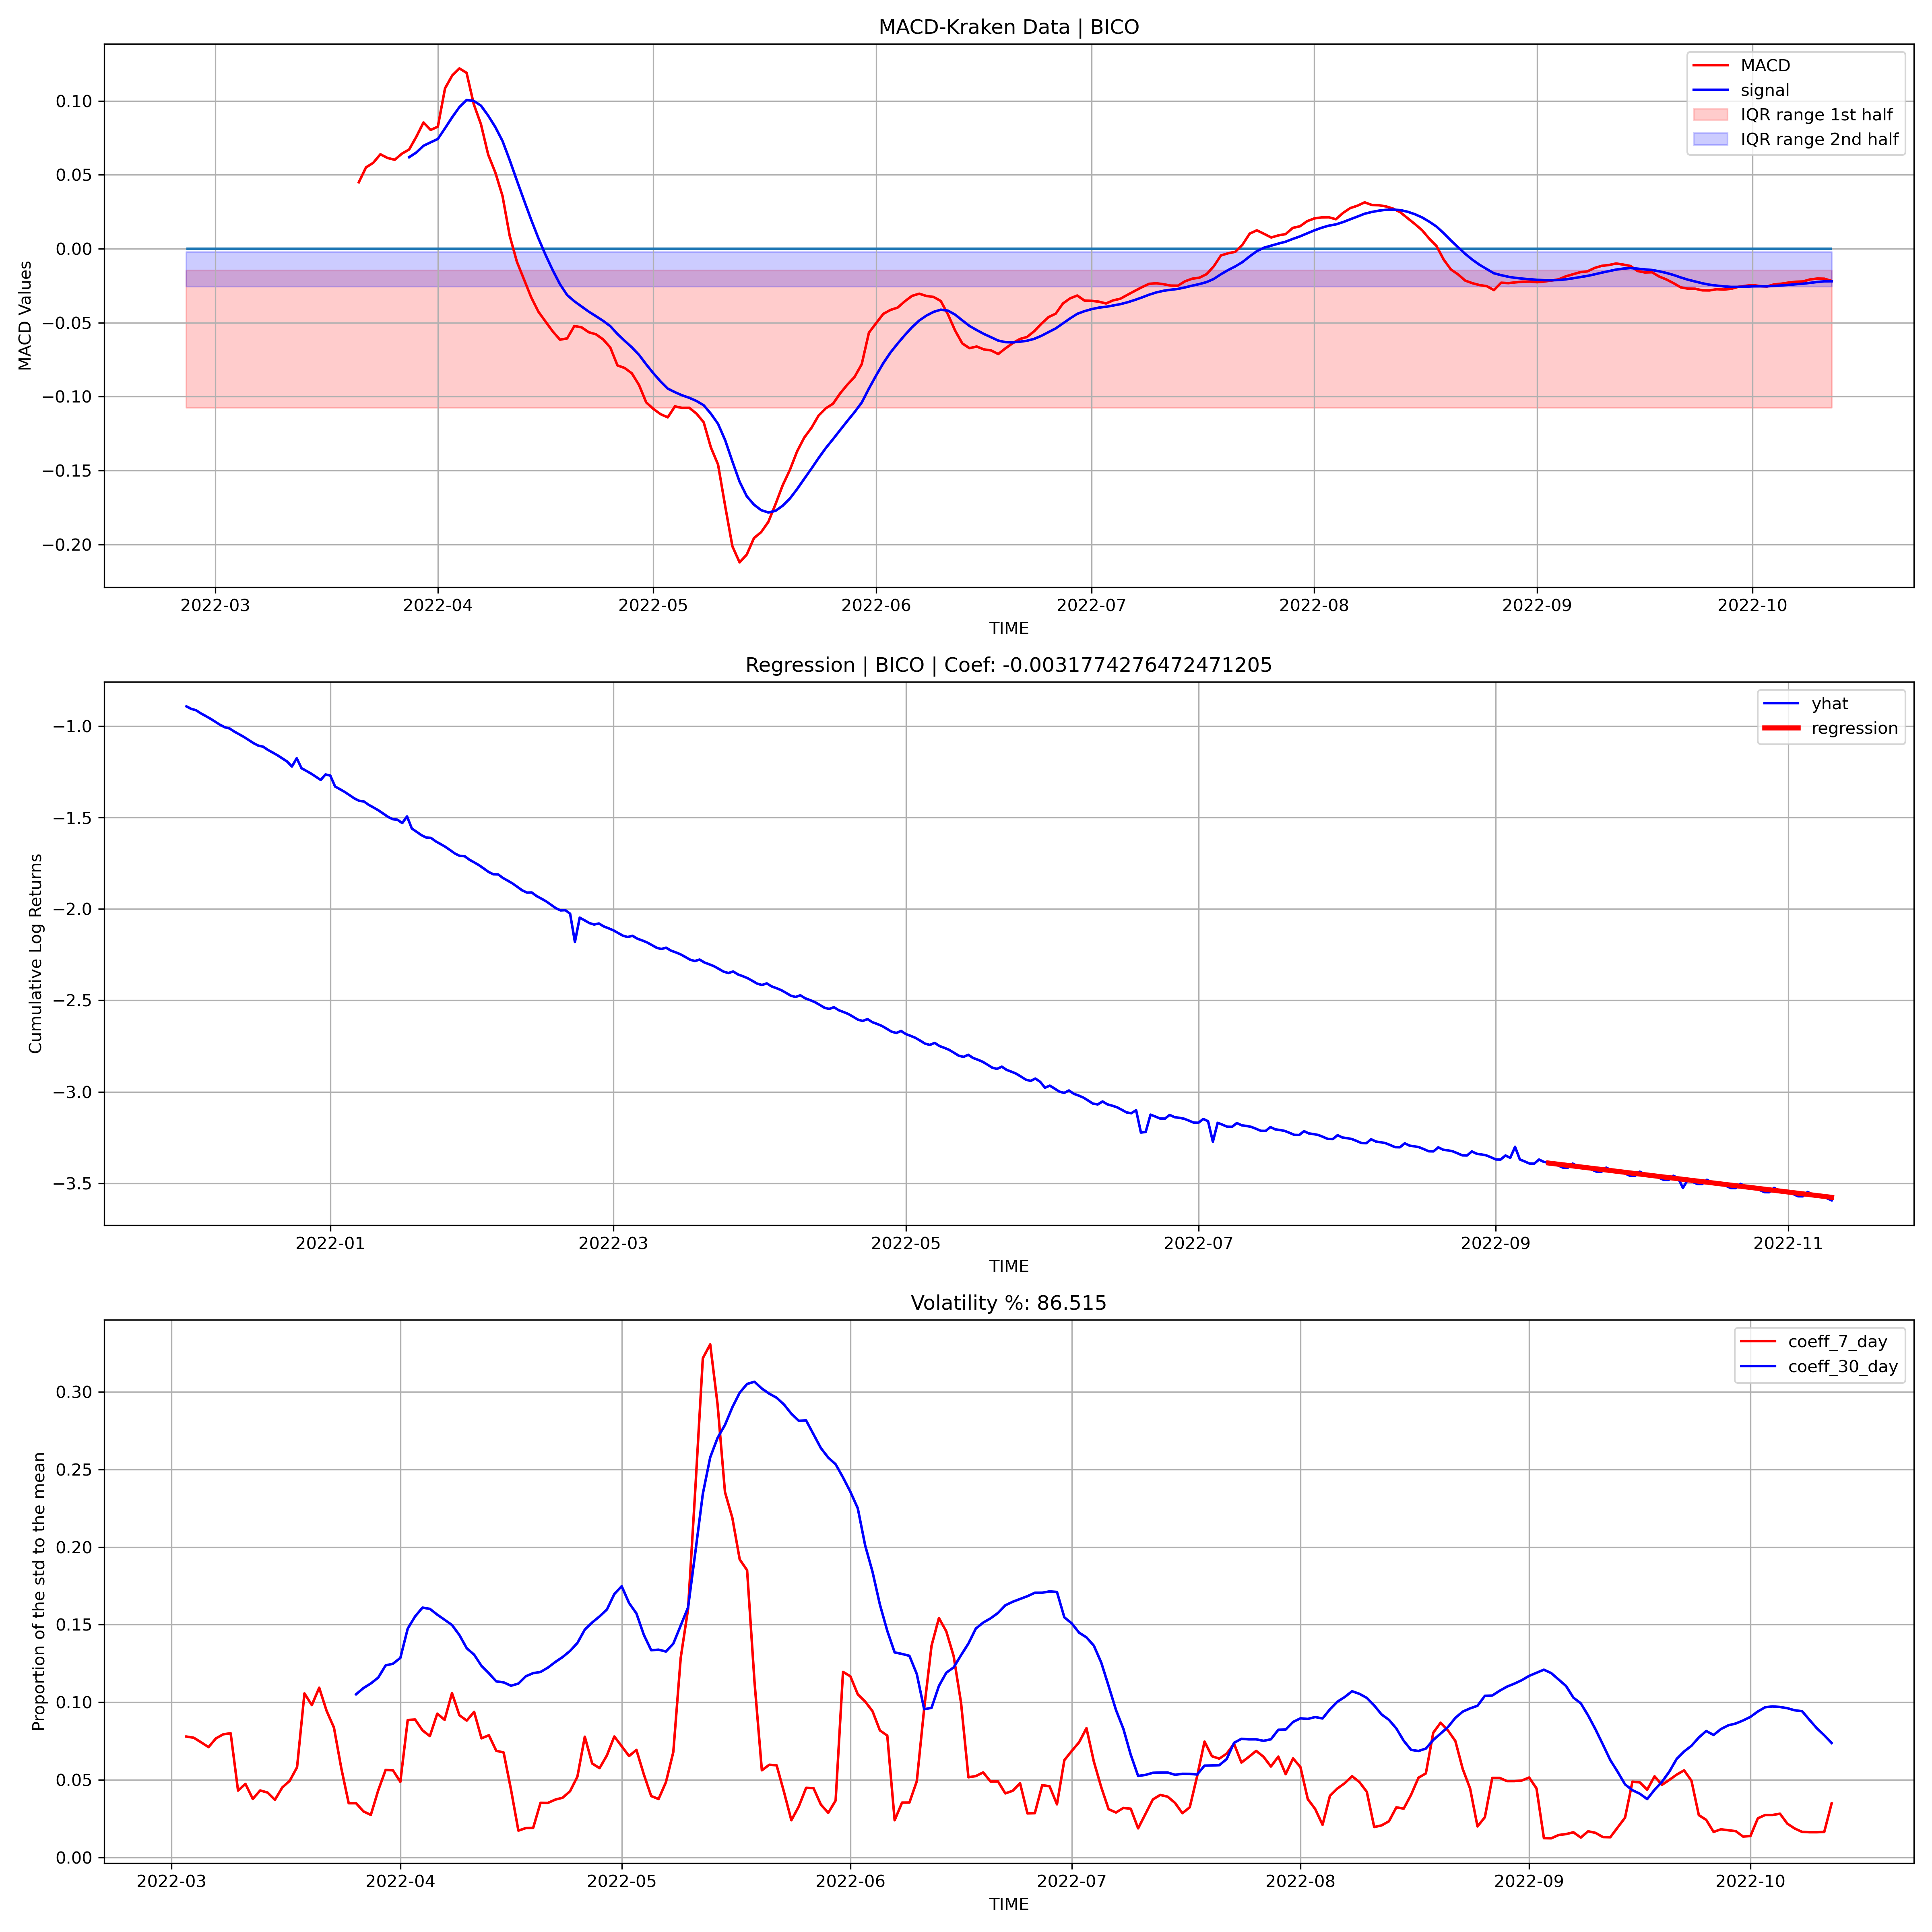 MACD-Kraken Data | BICO
MACD Values
0.10
0.05
0.00
−0.05
−0.10
−0.15
−0.20
MACD
signal
IQR range 1st half
IQR range 2nd half
2022-03 2022-04 2022-05 2022-06 2022-07 2022-08 2022-09 2022-10
TIME
Regression | BICO | Coef: -0.0031774276472471205
Cumulative Log Returns
−1.0
−1.5
−2.0
−2.5
−3.0
−3.5
yhat
regression
2022-01 2022-03 2022-05 2022-07 2022-09 2022-11
TIME
Volatility %: 86.515
Proportion of the std to the mean
0.30
0.25
0.20
0.15
0.10
0.05
0.00
coeff_7_day
coeff_30_day
2022-03 2022-04 2022-05 2022-06 2022-07 2022-08 2022-09 2022-10
TIME